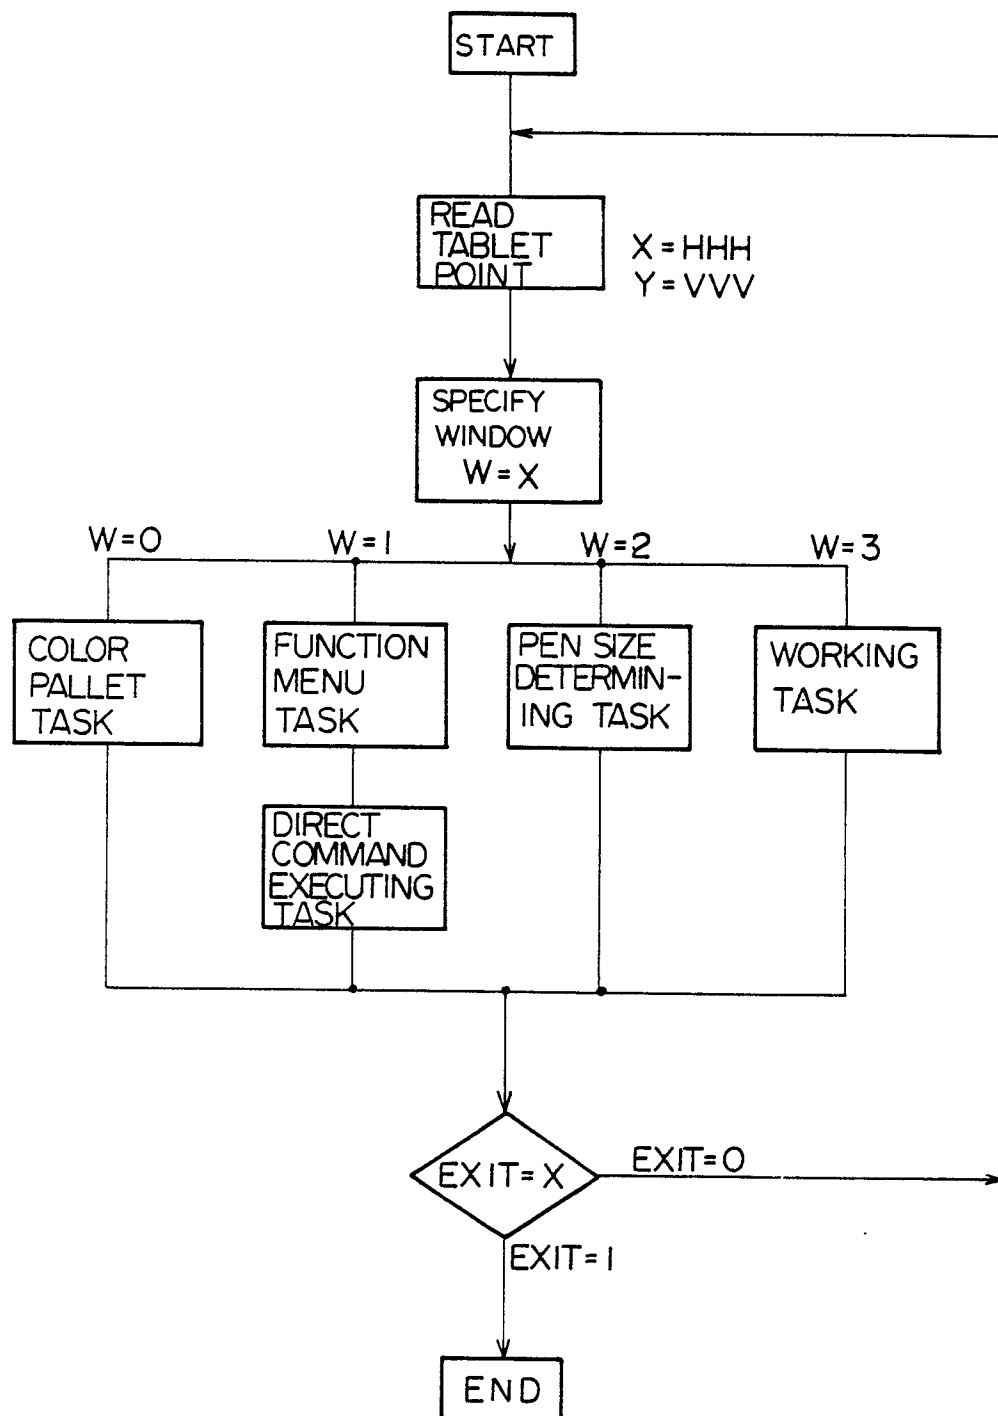 START
READ
TABLET
POINT
X=HHH
Y=VVV
SPECIFY
WINDOW
W=X
W=0
W=1
W=2
W=3
COLOR
PALLET
TASK
FUNCTION
MENU
TASK
PEN SIZE
DETERMIN-
ING TASK
WORKING
TASK
DIRECT
COMMAND
EXECUTING
TASK
EXIT=X
EXIT=0
EXIT=1
END